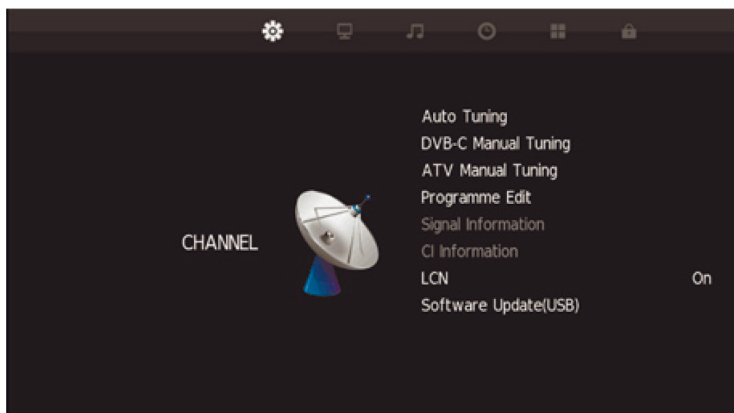 Auto Tuning
DVB-C Manual Tuning
ATV Manual Tuning
Programme Edit
Signal Information
CI Information
CHANNEL
LCN On
Software Update(USB)